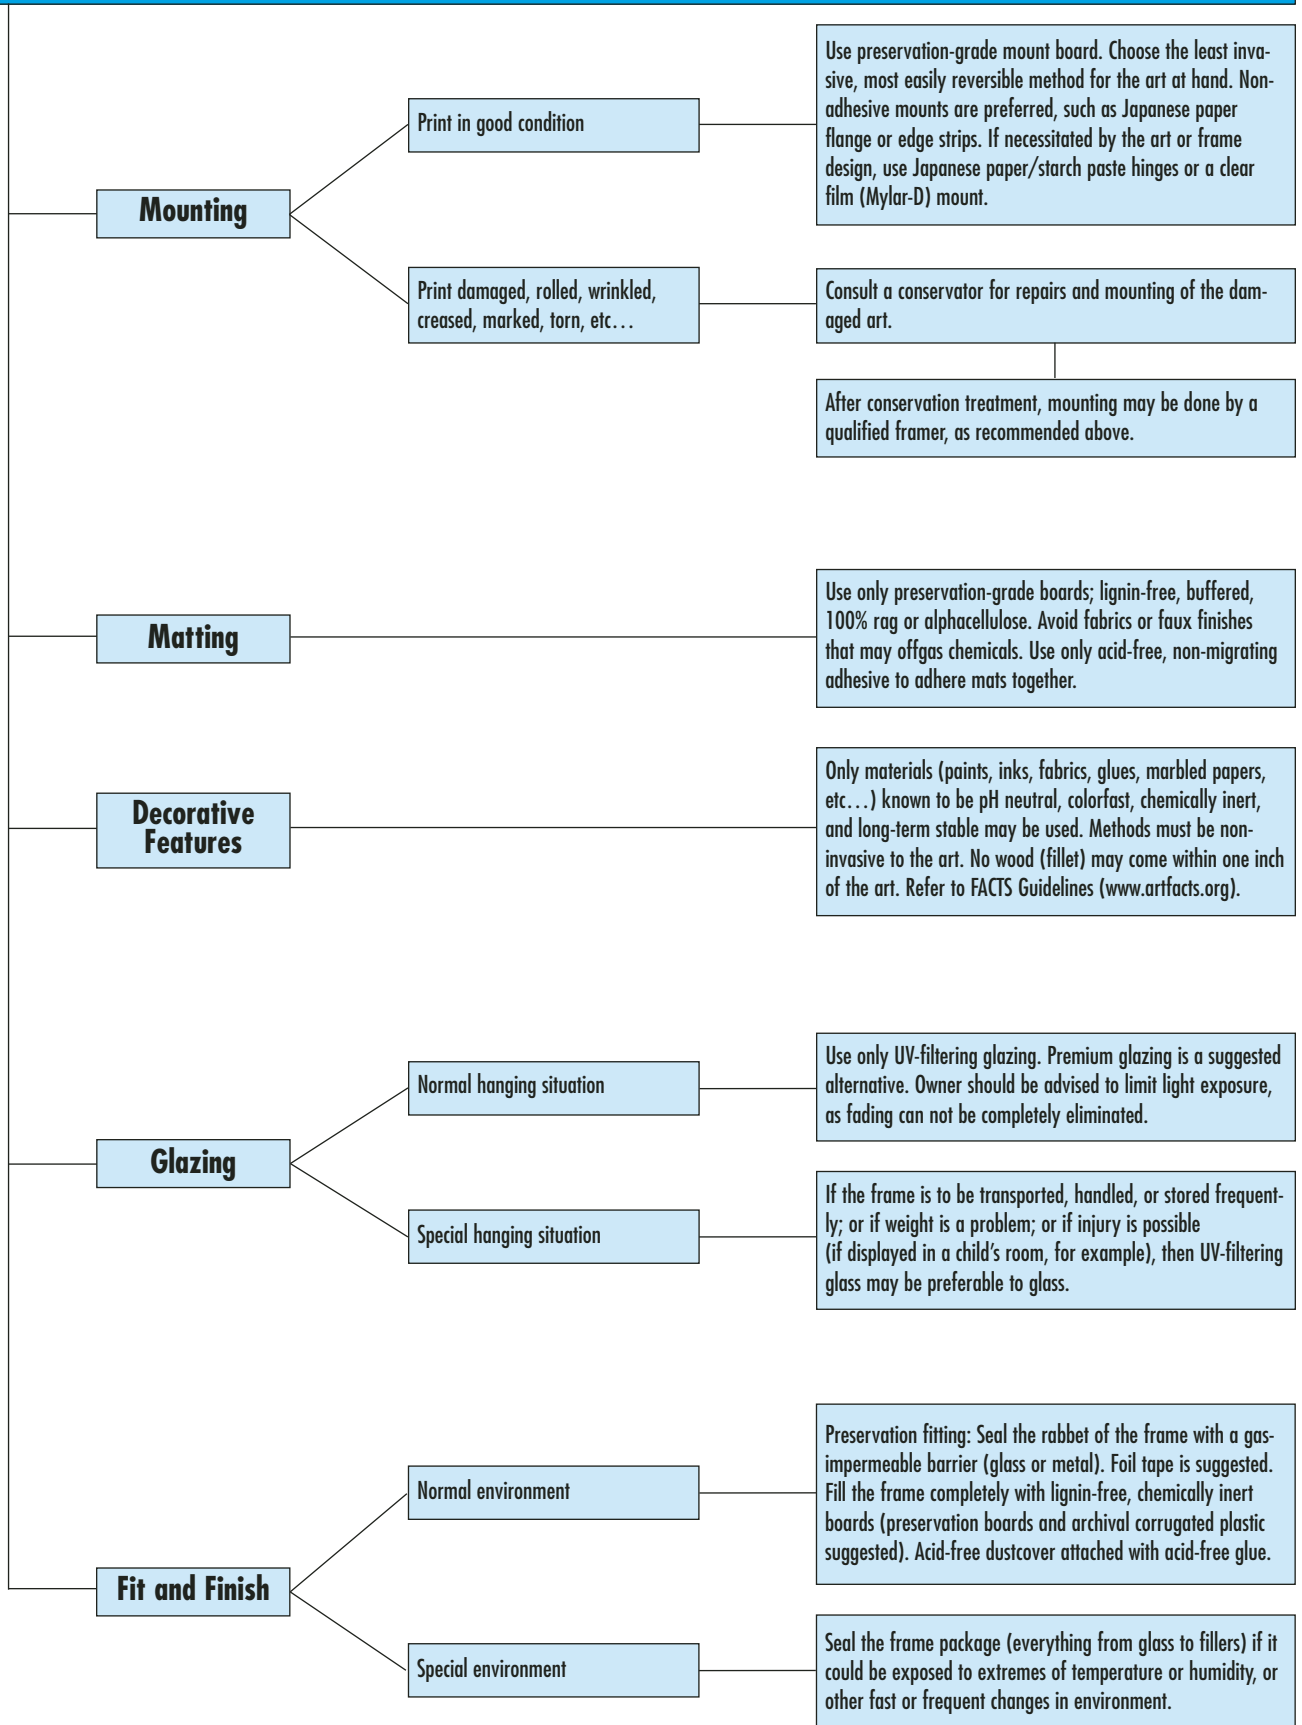 Mounting
Print in good condition
Use preservation-grade mount board. Choose the least inva-
sive, most easily reversible method for the art at hand. Non-
adhesive mounts are preferred, such as Japanese paper
flange or edge strips. If necessitated by the art or frame
design, use Japanese paper/starch paste hinges or a clear
film (Mylar-D) mount.
Print damaged, rolled, wrinkled,
creased, marked, torn, etc…
Consult a conservator for repairs and mounting of the dam-
aged art.
After conservation treatment, mounting may be done by a
qualified framer, as recommended above.
Matting
Use only preservation-grade boards; lignin-free, buffered,
100% rag or alphacellulose. Avoid fabrics or faux finishes
that may offgas chemicals. Use only acid-free, non-migrating
adhesive to adhere mats together.
Decorative
Features
Only materials (paints, inks, fabrics, glues, marbled papers,
etc…) known to be pH neutral, colorfast, chemically inert,
and long-term stable may be used. Methods must be non-
invasive to the art. No wood (fillet) may come within one inch
of the art. Refer to FACTS Guidelines (www.artfacts.org).
Glazing
Normal hanging situation
Use only UV-filtering glazing. Premium glazing is a suggested
alternative. Owner should be advised to limit light exposure,
as fading can not be completely eliminated.
Special hanging situation
If the frame is to be transported, handled, or stored frequent-
ly; or if weight is a problem; or if injury is possible
(if displayed in a child's room, for example), then UV-filtering
glass may be preferable to glass.
Fit and Finish
Normal environment
Preservation fitting: Seal the rabbet of the frame with a gas-
impermeable barrier (glass or metal). Foil tape is suggested.
Fill the frame completely with lignin-free, chemically inert
boards (preservation boards and archival corrugated plastic
suggested). Acid-free dustcover attached with acid-free glue.
Special environment
Seal the frame package (everything from glass to fillers) if it
could be exposed to extremes of temperature or humidity, or
other fast or frequent changes in environment.